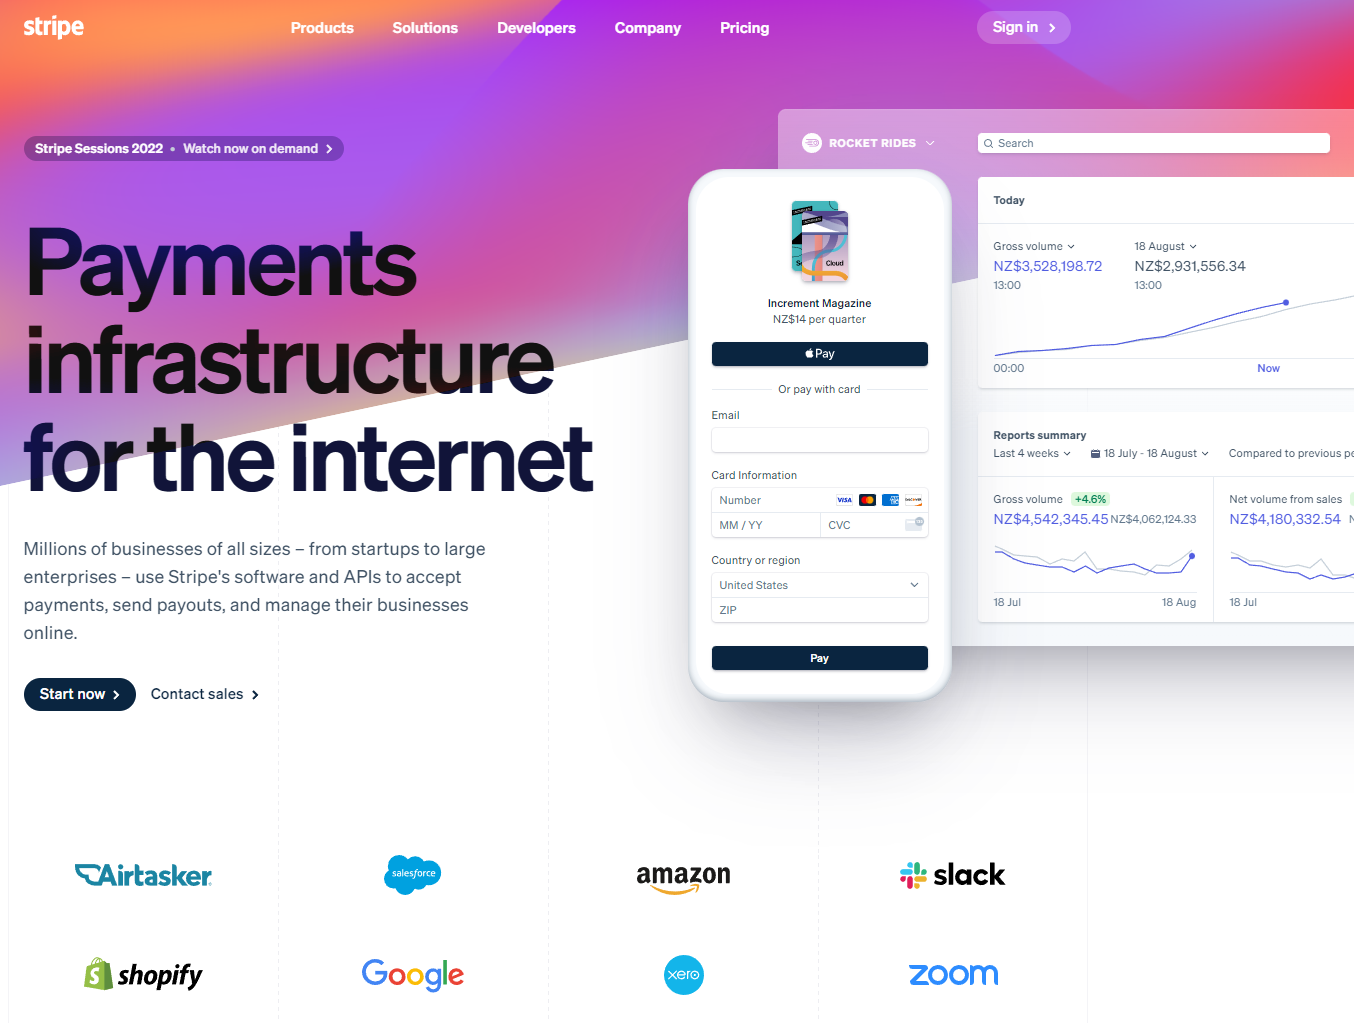 stripe
Products
Solutions
Developers
Company
Pricing
Sign in
Stripe Sessions 2022 • Watch now on demand
Payments
infrastructure
for the internet
Millions of businesses of all sizes – from startups to large
enterprises – use Stripe's software and APIs to accept
payments, send payouts, and manage their businesses
online.
Start now
Contact sales
Cloud
Increment Magazine
NZ$14 per quarter
Pay
Or pay with card
Email
Card Information
Number
VISA
MM / YY
CVC
Country or region
United States
ZIP
Pay
ROCKET RIDES
Search
Today
Gross volume
18 August
NZ$3,528,198.72
NZ$2,931,556.34
13:00
13:00
00:00
Now
Reports summary
Last 4 weeks
18 July - 18 August
Compared to previous pe
Gross volume +4.6%
Net volume from sales
NZ$4,542,345.45 NZ$4,062,124.33
NZ$4,180,332.54 N
18 Jul
18 Aug
18 Jul
Airtasker
salesforce
amazon
slack
shopify
Google
xero
zoom